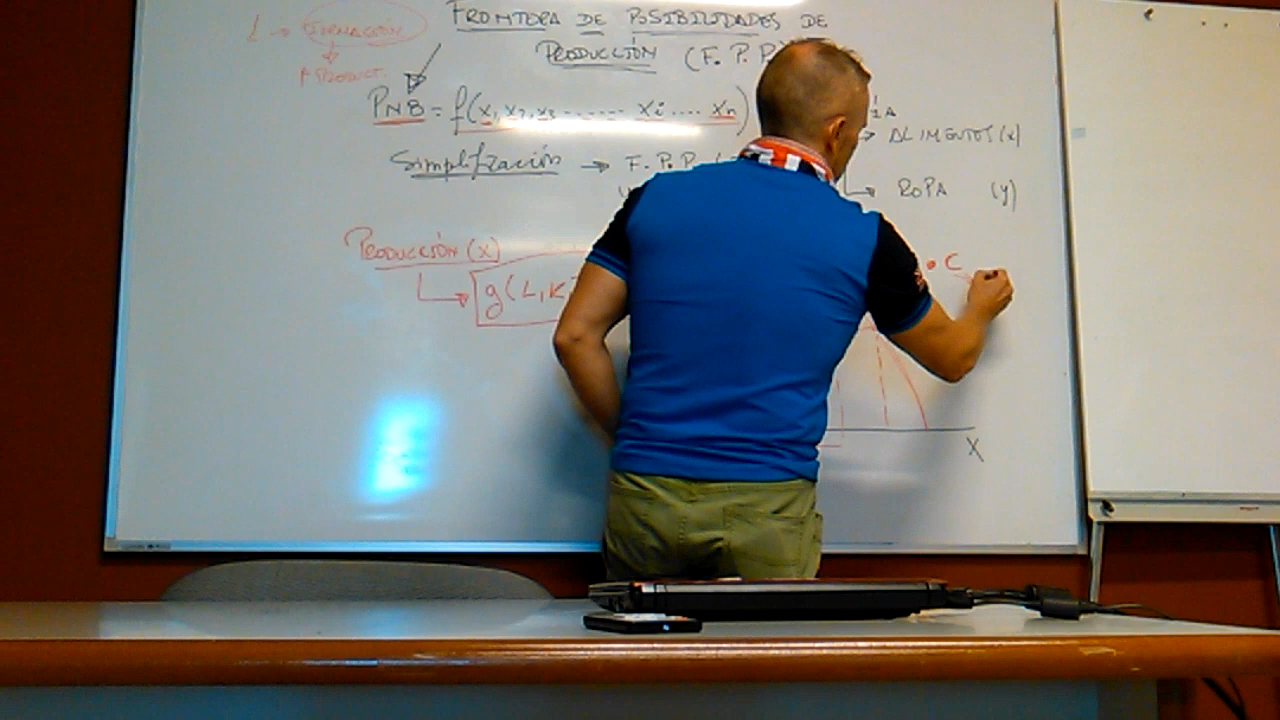 FRONTERA DE POSIBILIDADES DE
PRODUCCIÓN (F. P. P
L → FORMACIÓN
↑ PRODUCT.
PNB = f(x1, x2, x3 ........ xi .... xn)
ALIMENTOS (x)
Simplificación → F. P. P.
ROPA (y)
PRODUCCIÓN (x)
g(L, K
C
X